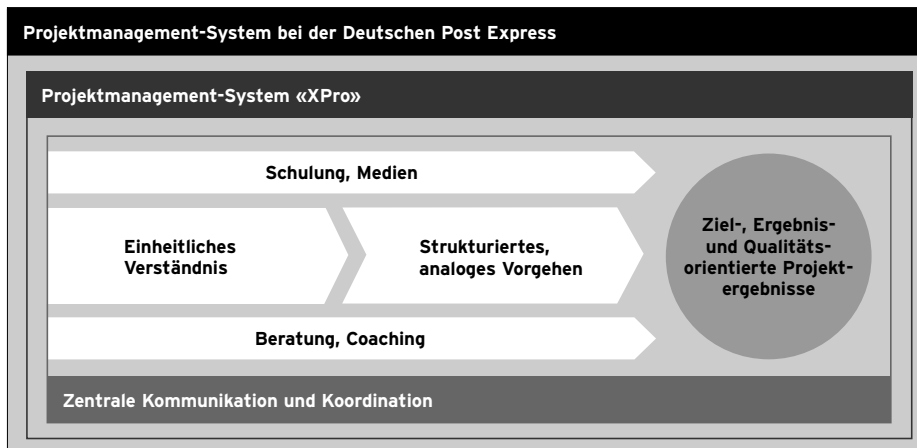 Projektmanagement-System bei der Deutschen Post Express
Projektmanagement-System «XPro»
Schulung, Medien
Einheitliches
Verständnis
Strukturiertes,
analoges Vorgehen
Ziel-, Ergebnis-
und Qualitäts-
orientierte Projekt-
ergebnisse
Beratung, Coaching
Zentrale Kommunikation und Koordination